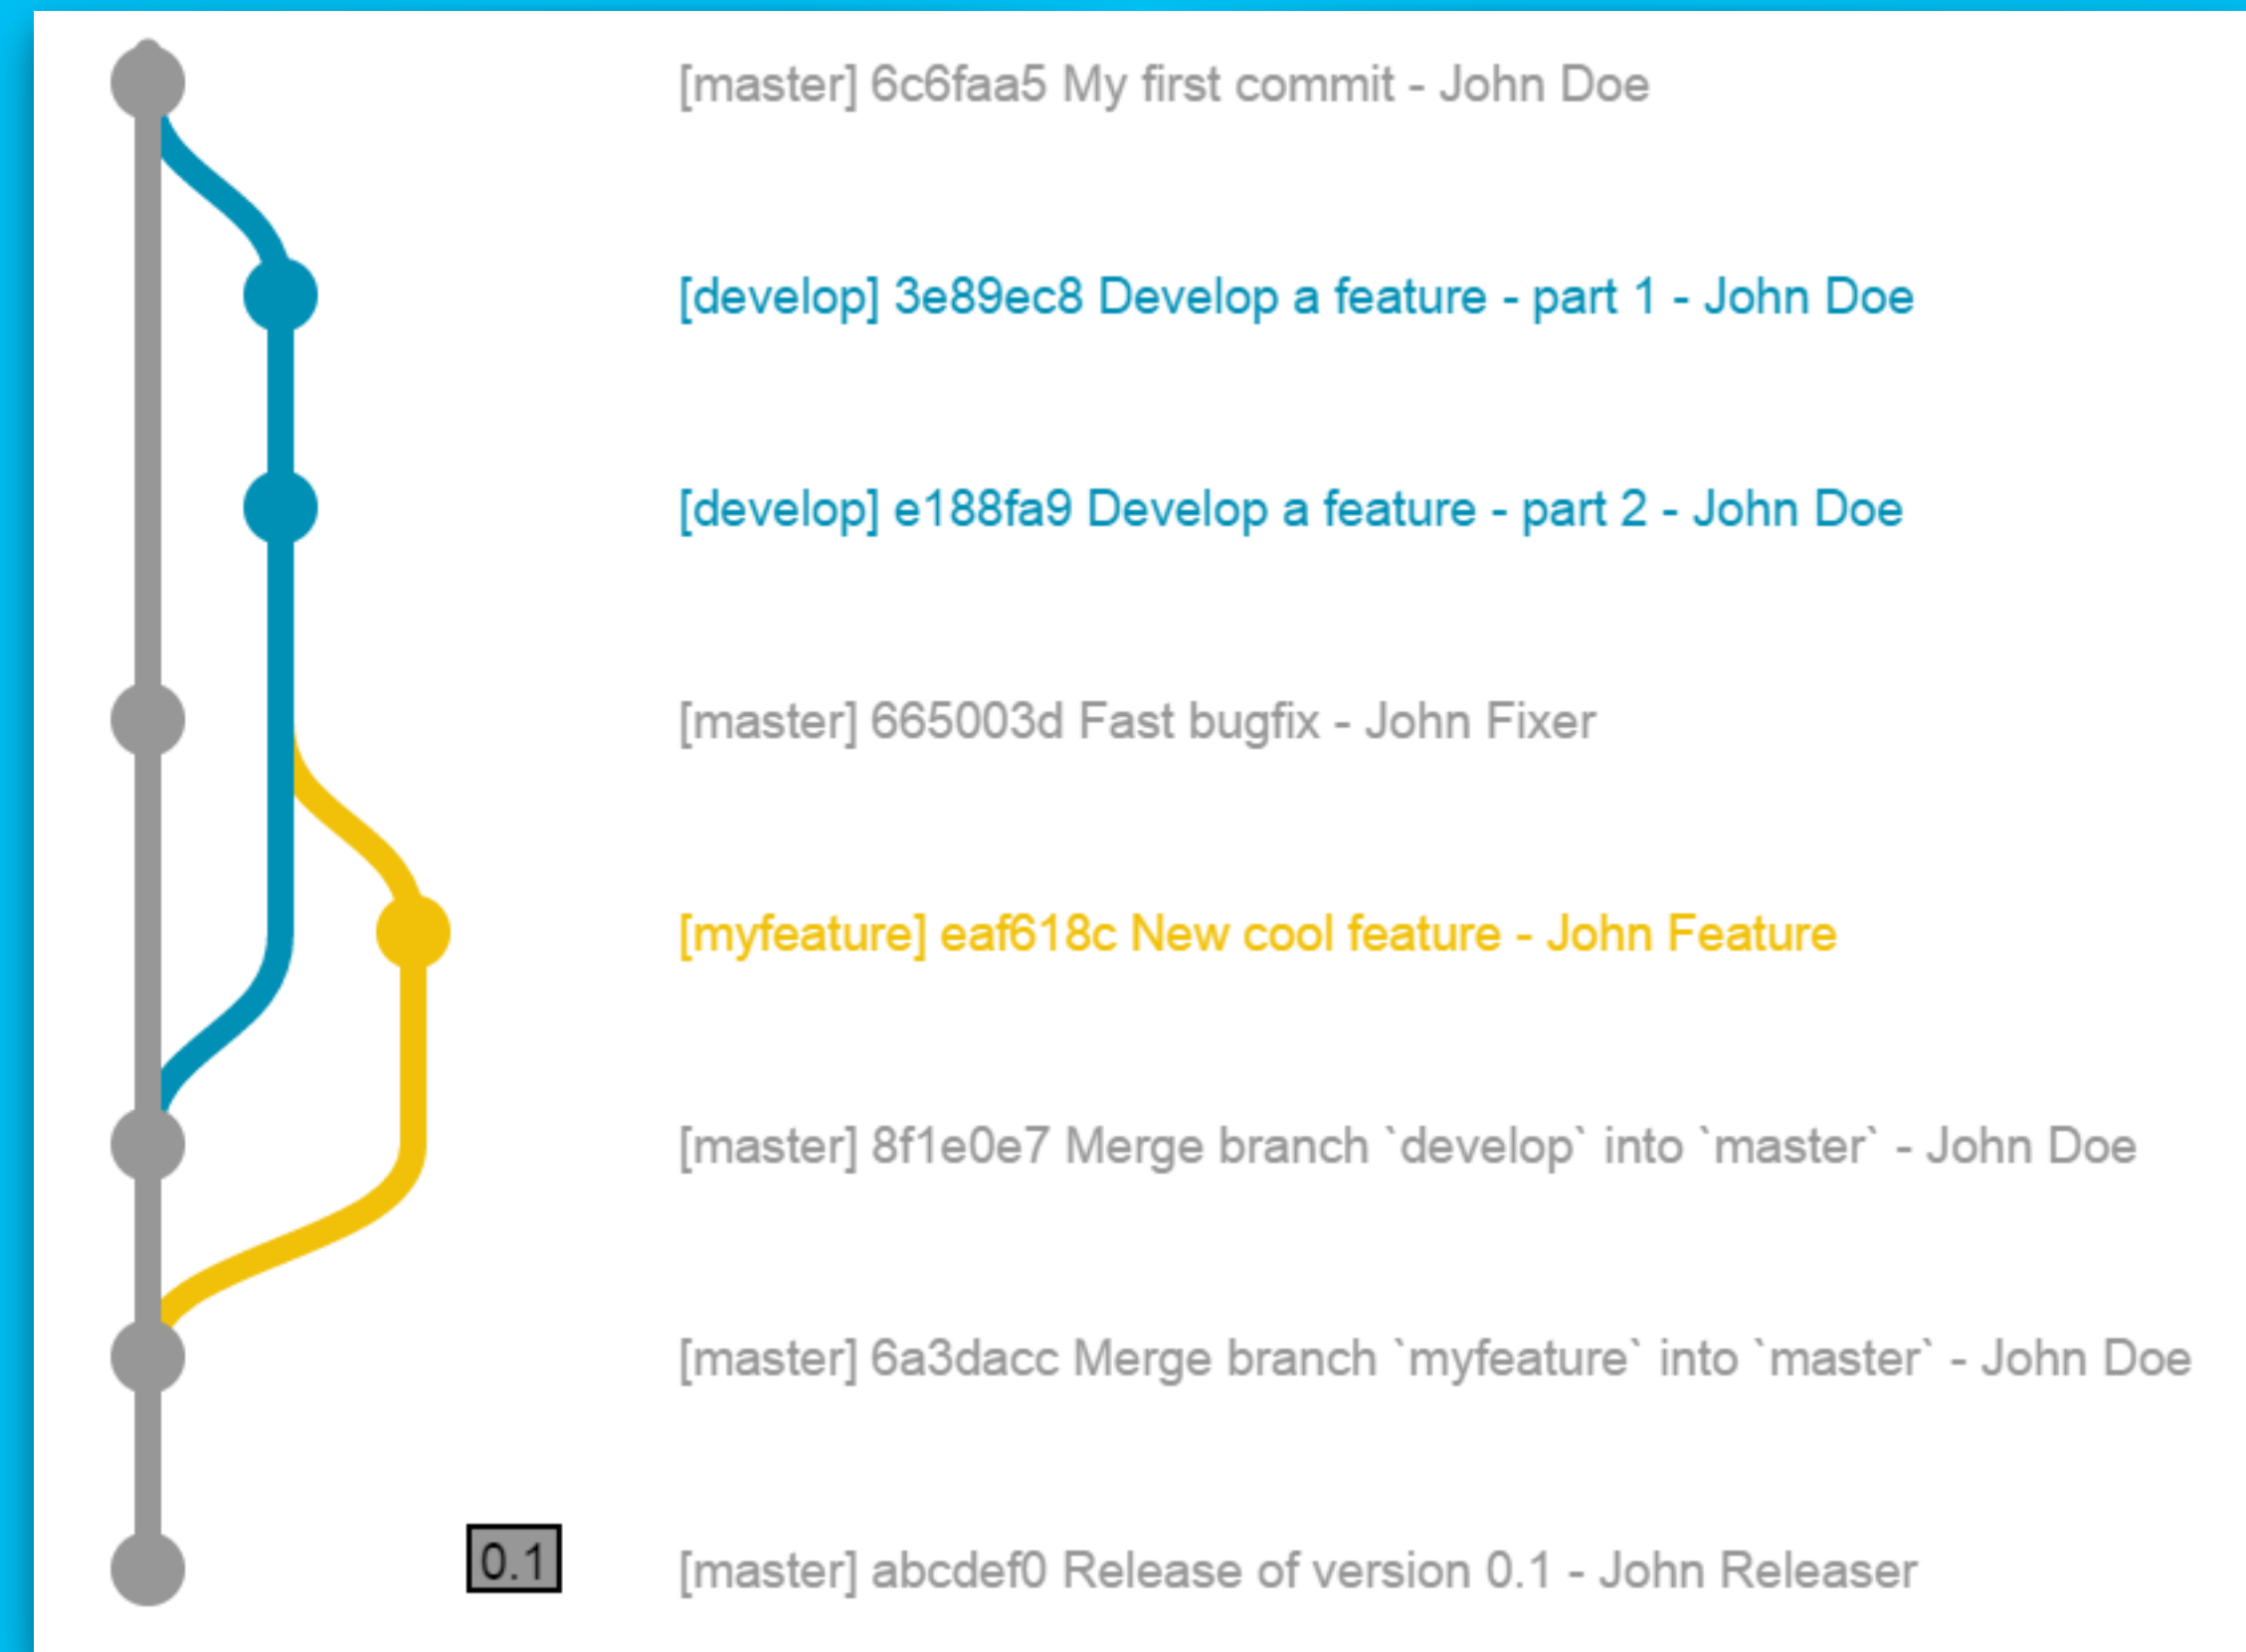 [master] 6c6faa5 My first commit - John Doe
[develop] 3e89ec8 Develop a feature - part 1 - John Doe
[develop] e188fa9 Develop a feature - part 2 - John Doe
[master] 665003d Fast bugfix - John Fixer
[myfeature] eaf618c New cool feature - John Feature
[master] 8f1e0e7 Merge branch `develop` into `master` - John Doe
[master] 6a3dacc Merge branch `myfeature` into `master` - John Doe
0.1 [master] abcdef0 Release of version 0.1 - John Releaser